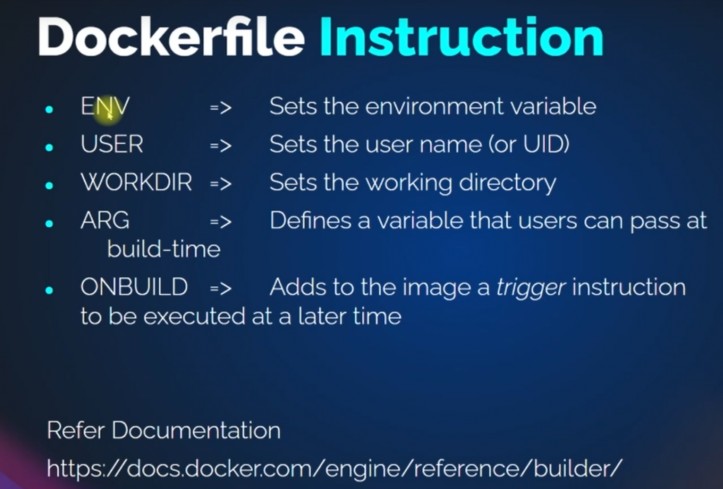 Dockerfile Instruction
• ENV => Sets the environment variable
• USER => Sets the user name (or UID)
• WORKDIR => Sets the working directory
• ARG => Defines a variable that users can pass at
build-time
• ONBUILD => Adds to the image a trigger instruction
to be executed at a later time
Refer Documentation
https://docs.docker.com/engine/reference/builder/